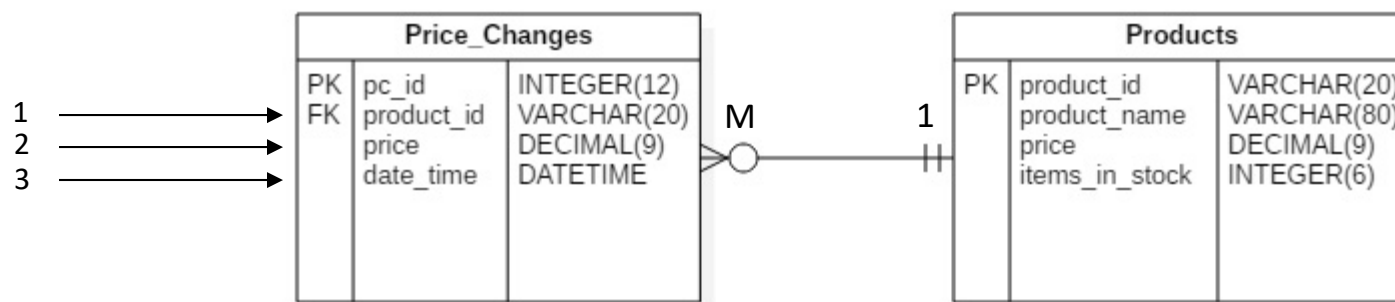 Price_Changes
PK pc_id INTEGER(12)
1 FK product_id VARCHAR(20)
2 price DECIMAL(9)
3 date_time DATETIME
M 1
Products
PK product_id VARCHAR(20)
product_name VARCHAR(80)
price DECIMAL(9)
items_in_stock INTEGER(6)